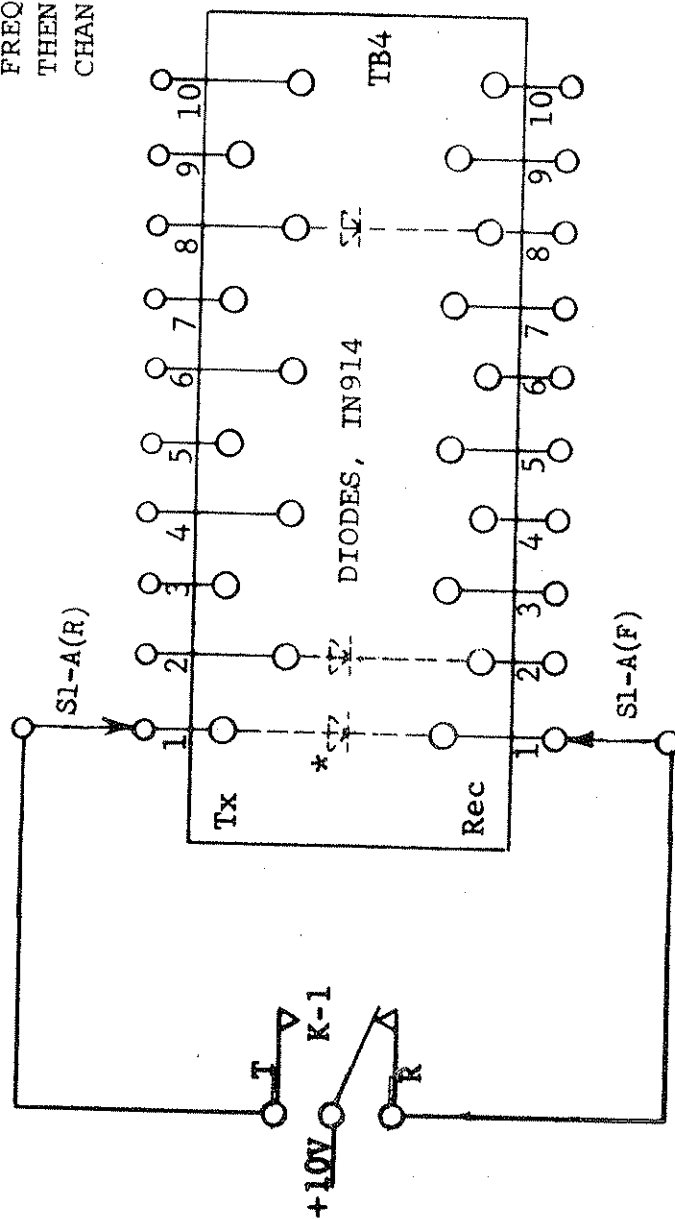 FREQ
THEN
CHAN
S1-A(R)
1
2
3
4
5
6
7
8
9
10
Tx
TB4
*
DIODES, IN914
Rec
1
2
3
4
5
6
7
8
9
10
S1-A(F)
T
K-1
+10V
R